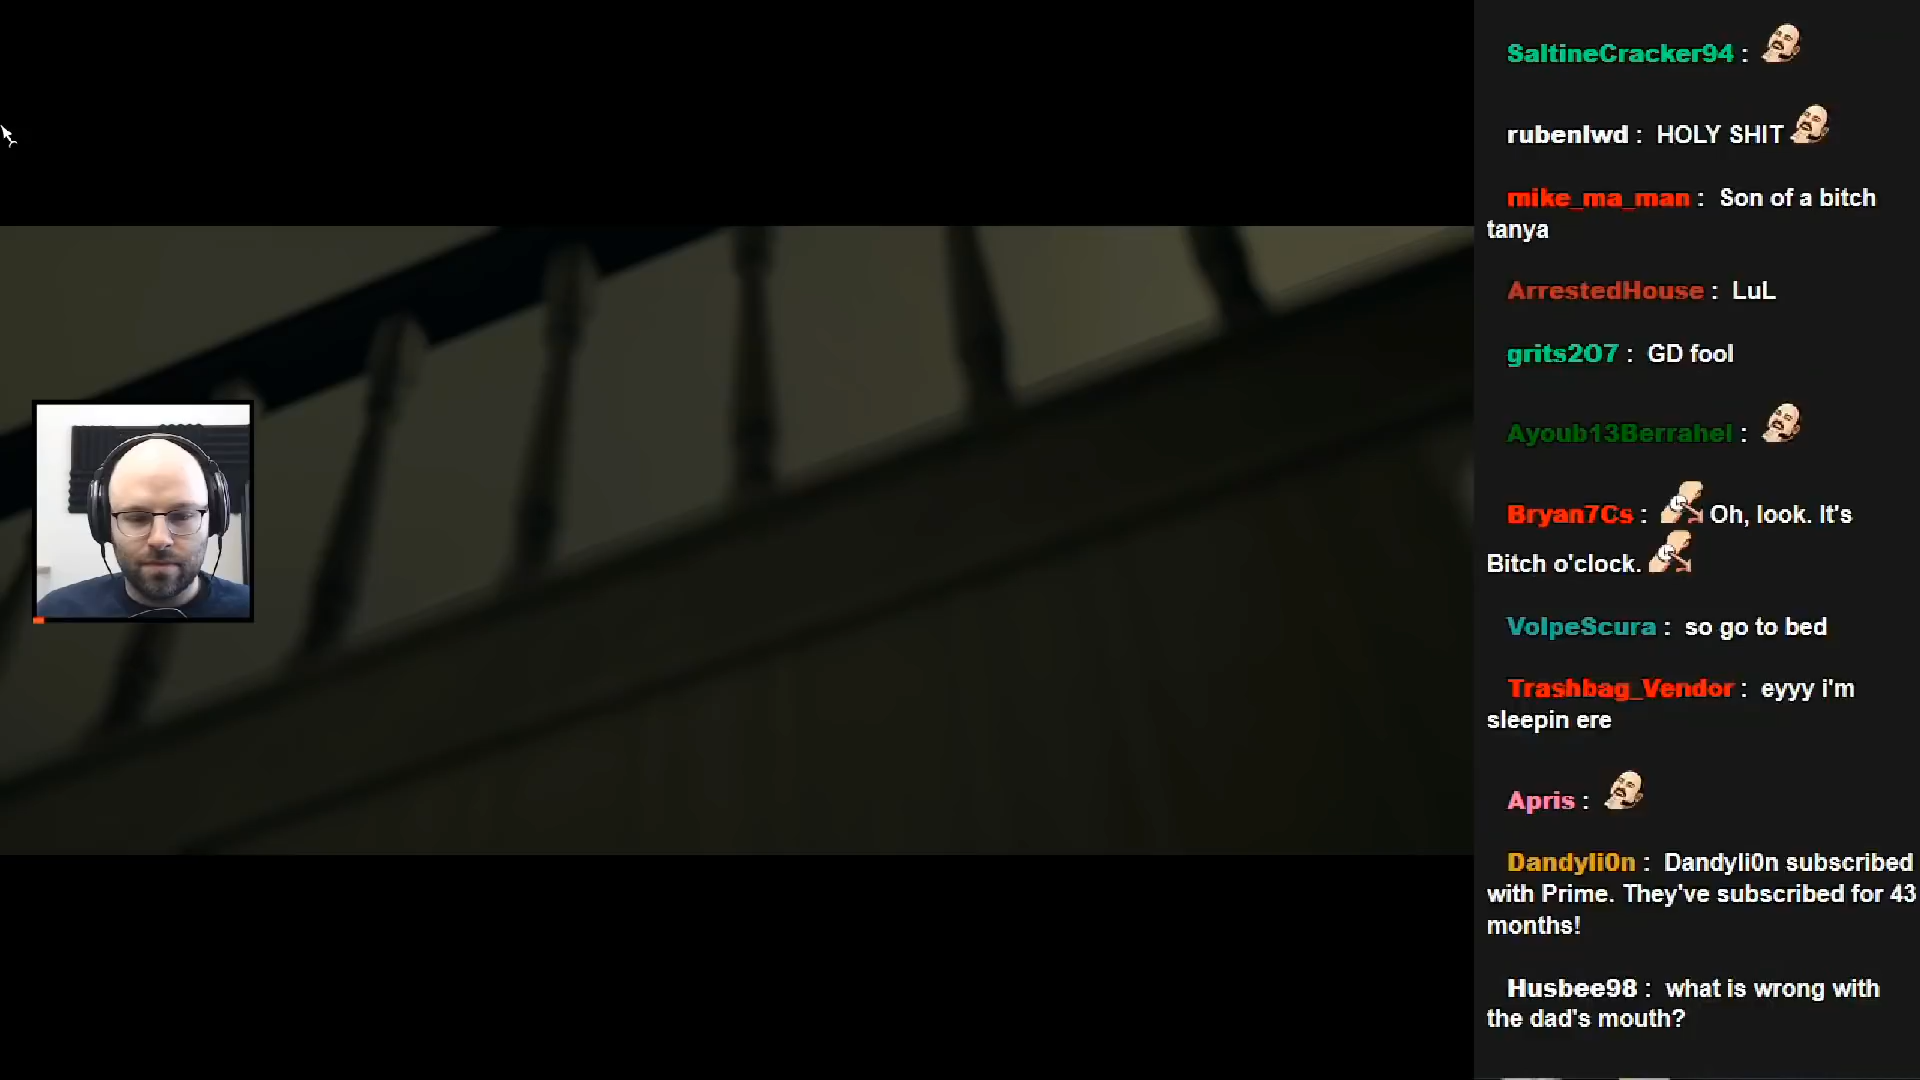 SaltineCracker94 :
rubenlwd : HOLY SHIT
mike_ma_man : Son of a bitch
tanya
ArrestedHouse : LuL
grits207 : GD fool
Ayoub13Berrahel :
Bryan7Cs : Oh, look. It's
Bitch o'clock.
VolpeScura : so go to bed
Trashbag_Vendor : eyyy i'm
sleepin ere
Apris :
Dandyli0n : Dandyli0n subscribed
with Prime. They've subscribed for 43
months!
Husbee98 : what is wrong with
the dad's mouth?